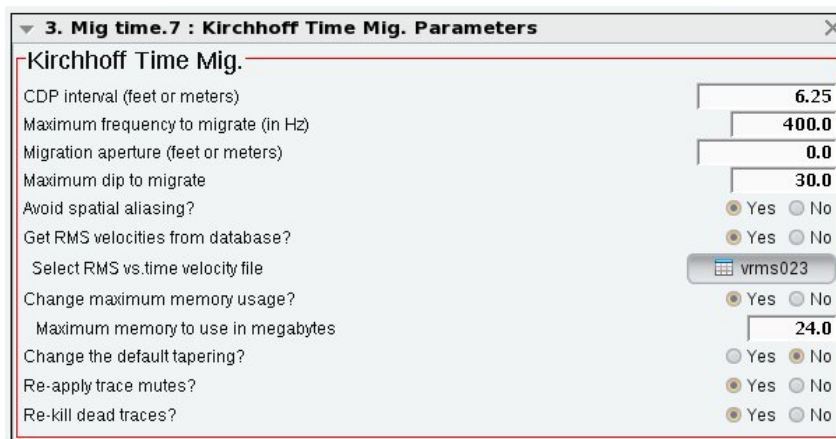 3. Mig time.7 : Kirchhoff Time Mig. Parameters
Kirchhoff Time Mig.
CDP interval (feet or meters) 6.25
Maximum frequency to migrate (in Hz) 400.0
Migration aperture (feet or meters) 0.0
Maximum dip to migrate 30.0
Avoid spatial aliasing? Yes No
Get RMS velocities from database? Yes No
Select RMS vs.time velocity file vrms023
Change maximum memory usage? Yes No
Maximum memory to use in megabytes 24.0
Change the default tapering? Yes No
Re-apply trace mutes? Yes No
Re-kill dead traces? Yes No